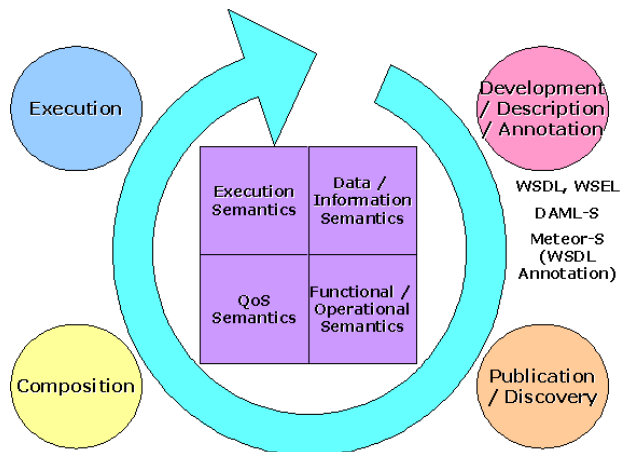 Execution
Development
/ Description
/ Annotation
WSDL, WSEL
DAML-S
Meteor-S
(WSDL
Annotation)
Execution
Semantics
Data /
Information
Semantics
QoS
Semantics
Functional /
Operational
Semantics
Composition
Publication
/ Discovery